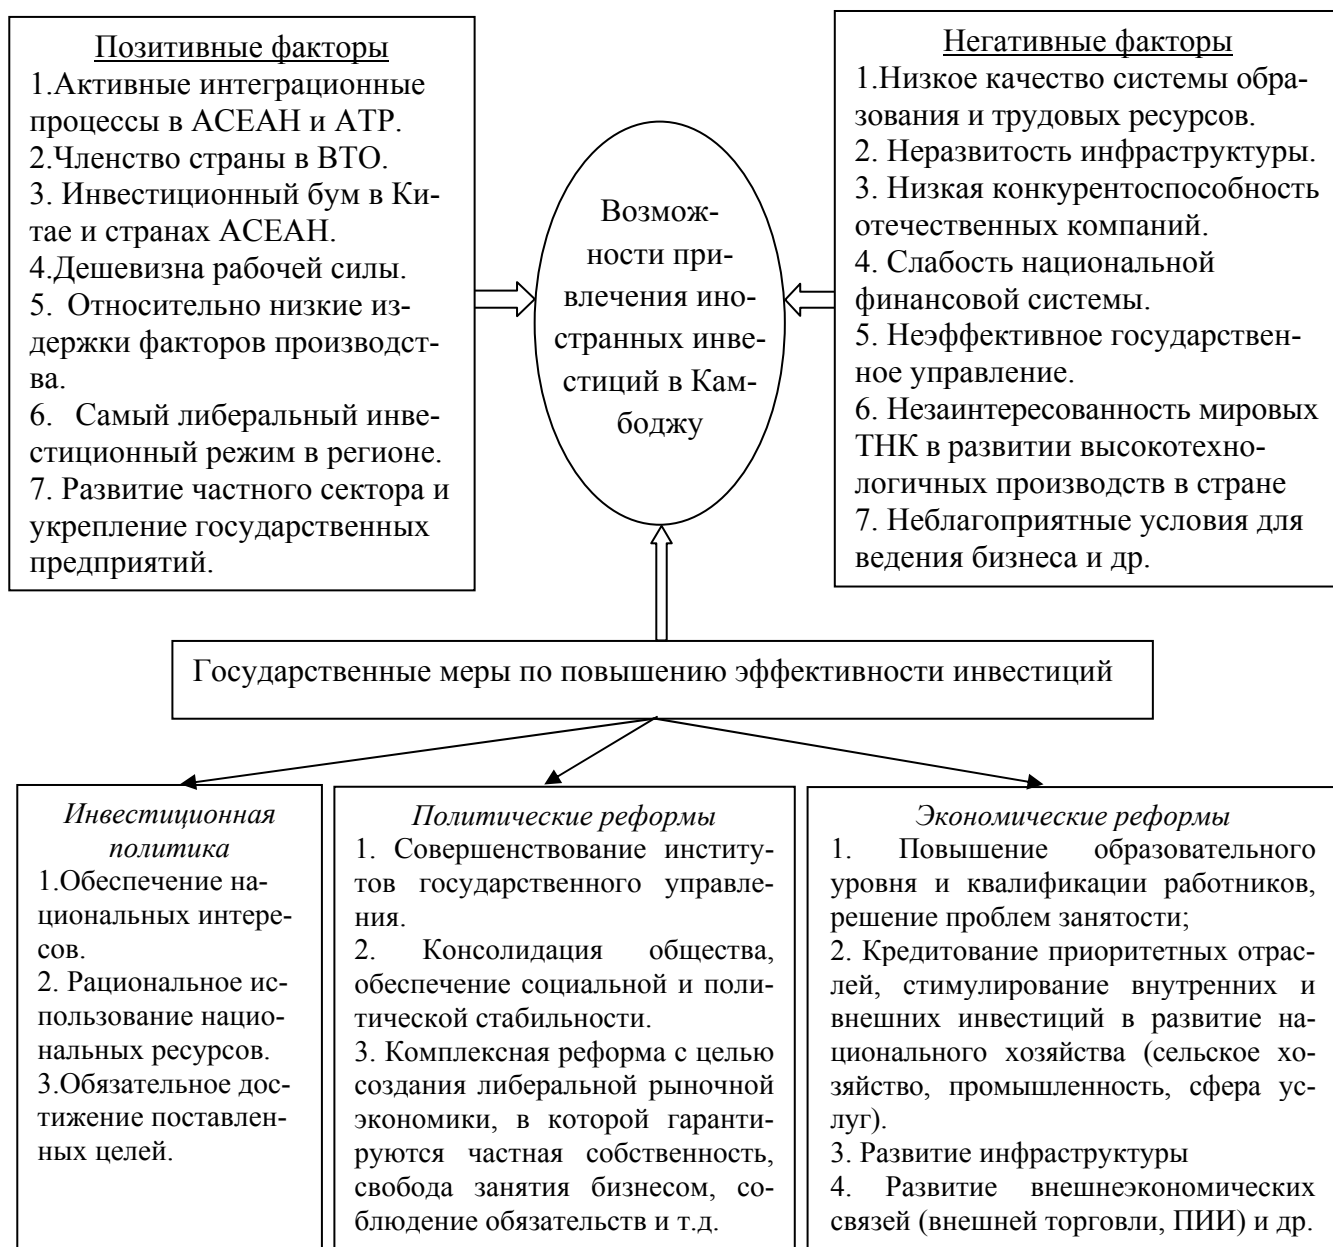 Позитивные факторы
1.Активные интеграционные
процессы в АСЕАН и АТР.
2.Членство страны в ВТО.
3. Инвестиционный бум в Ки-
тае и странах АСЕАН.
4.Дешевизна рабочей силы.
5. Относительно низкие из-
держки факторов производст-
ва.
6. Самый либеральный инве-
стиционный режим в регионе.
7. Развитие частного сектора и
укрепление государственных
предприятий.
Возмож-
ности при-
влечения ино-
странных инве-
стиций в Кам-
боджу
Негативные факторы
1.Низкое качество системы обра-
зования и трудовых ресурсов.
2. Неразвитость инфраструктуры.
3. Низкая конкурентоспособность
отечественных компаний.
4. Слабость национальной
финансовой системы.
5. Неэффективное государствен-
ное управление.
6. Незаинтересованность мировых
ТНК в развитии высокотехно-
логичных производств в стране
7. Неблагоприятные условия для
ведения бизнеса и др.
Государственные меры по повышению эффективности инвестиций
Инвестиционная
политика
1.Обеспечение на-
циональных интере-
сов.
2. Рациональное ис-
пользование нацио-
нальных ресурсов.
3.Обязательное дос-
тижение поставлен-
ных целей.
Политические реформы
1. Совершенствование институ-
тов государственного управле-
ния.
2. Консолидация общества,
обеспечение социальной и поли-
тической стабильности.
3. Комплексная реформа с целью
создания либеральной рыночной
экономики, в которой гаранти-
руются частная собственность,
свобода занятия бизнесом, со-
блюдение обязательств и т.д.
Экономические реформы
1. Повышение образовательного
уровня и квалификации работников,
решение проблем занятости;
2. Кредитование приоритетных отрас-
лей, стимулирование внутренних и
внешних инвестиций в развитие на-
ционального хозяйства (сельское хо-
зяйство, промышленность, сфера ус-
луг).
3. Развитие инфраструктуры
4. Развитие внешнеэкономических
связей (внешней торговли, ПИИ) и др.